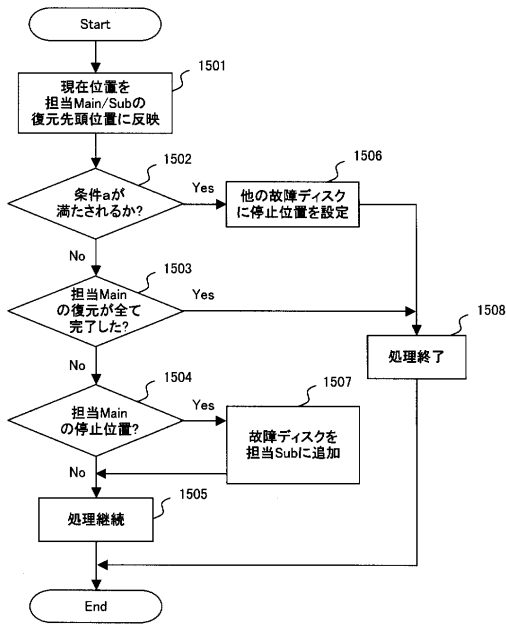 Start
1501
現在位置を
担当Main/Subの
復元先頭位置に反映
1502
条件aが
満たされるか?
Yes
1506
他の故障ディスク
に停止位置を設定
No
1503
担当Main
の復元が全て
完了した?
Yes
1508
処理終了
No
1504
担当Main
の停止位置?
Yes
1507
故障ディスクを
担当Subに追加
No
1505
処理継続
End